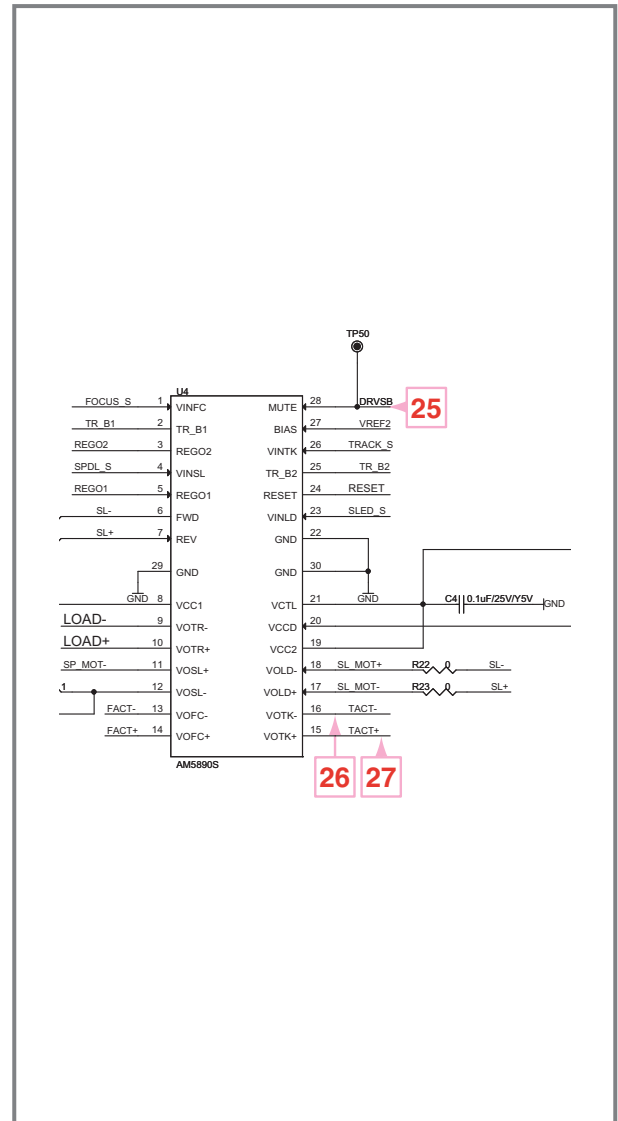 TP50
U4
FOCUS_S 1 VINFC MUTE 28 DRVSB 25
TR_B1 2 TR_B1 BIAS 27 VREF2
REGO2 3 REGO2 VINTK 26 TRACK_S
SPDL_S 4 VINSL TR_B2 25 TR_B2
REGO1 5 REGO1 RESET 24 RESET
SL- 6 FWD VINLD 23 SLED_S
SL+ 7 REV GND 22
29 GND GND 30
GND 8 VCC1 VCTL 21 GND C4 0.1uF/25V/Y5V GND
LOAD- 9 VOTR- VCCD 20
LOAD+ 10 VOTR+ VCC2 19
SP_MOT- 11 VOSL+ VOLD- 18 SL_MOT+ R22 0 SL-
1 12 VOSL- VOLD+ 17 SL_MOT- R23 0 SL+
FACT- 13 VOFC- VOTK- 16 TACT-
FACT+ 14 VOFC+ VOTK+ 15 TACT+
AM5890S
26 27